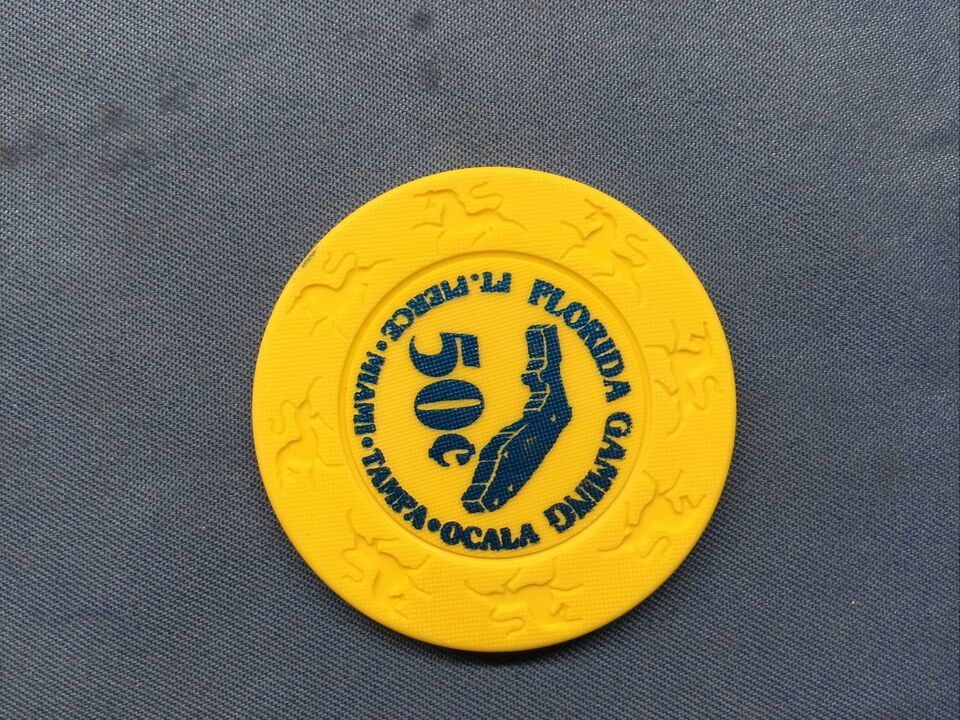 FLORIDA GAMING
50¢
FT. PIERCE • MIAMI • TAMPA • OCALA